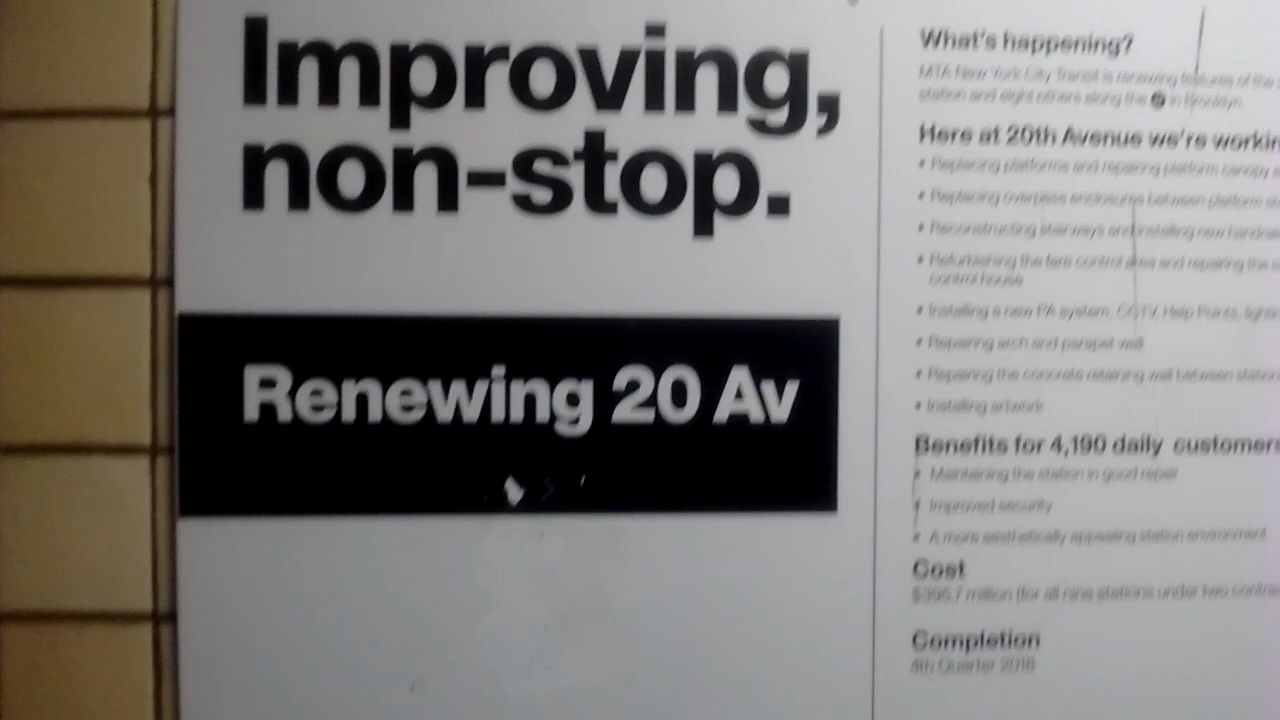 Improving,
non-stop.
Renewing 20 Av
What's happening?
MTA New York City Transit is renewing features of the
station and eight others along the in Brooklyn.
Here at 20th Avenue we're workin
• Replacing platforms and repairing platform canopy
• Replacing overpass enclosures between platform
• Reconstructing stairways and installing new
• Refurbishing the fare control area and repairing the
control house
• Installing a new PA system, CCTV, Help Points,
• Repairing arch and parapet wall
• Repairing the concrete retaining wall between
• Installing artwork
Benefits for 4,190 daily customers
• Maintaining the station in good repair
• Improved security
• A more aesthetically appealing station environment
Cost
$395.7 million (for all nine stations under two
Completion
4th Quarter 2018